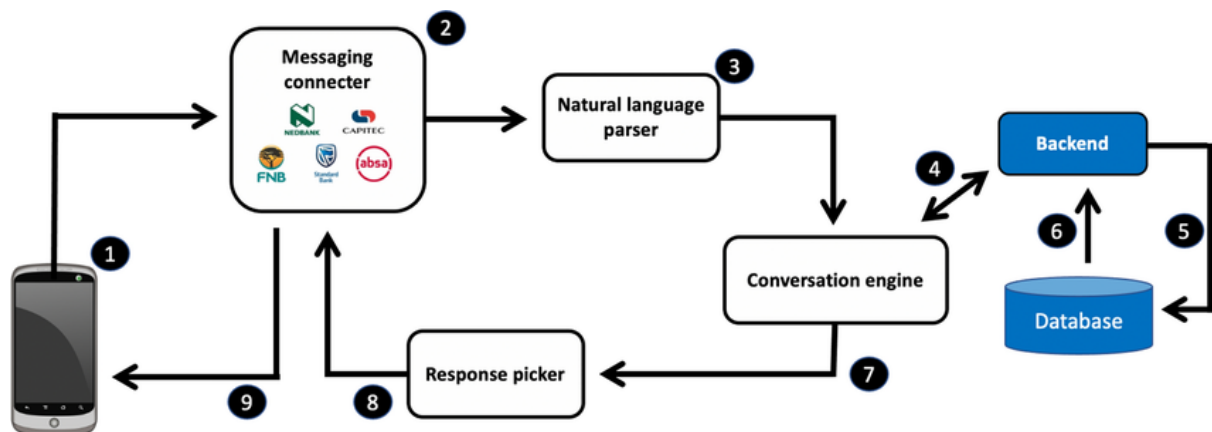 2
Messaging
connecter
NEDBANK
CAPITEC
FNB
Standard
Bank
absa
3
Natural language
parser
Backend
4
6
5
1
Conversation engine
Database
Response picker
9
8
7